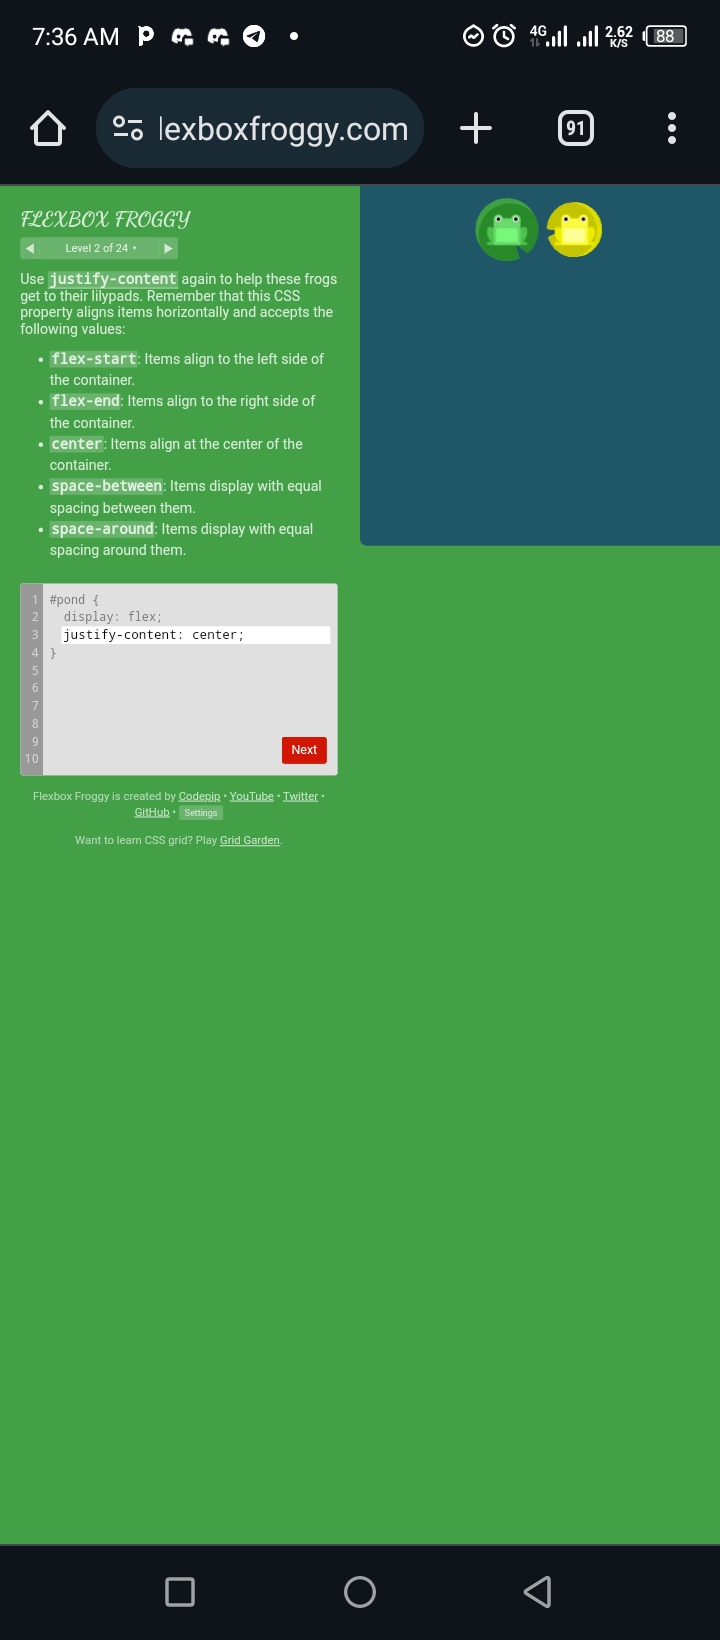 7:36 AM
4G
2.62
K/S
88
lexboxfroggy.com
91
FLEXBOX FROGGY
Level 2 of 24
Use justify-content again to help these frogs
get to their lilypads. Remember that this CSS
property aligns items horizontally and accepts the
following values:
• flex-start: Items align to the left side of
the container.
• flex-end: Items align to the right side of
the container.
• center: Items align at the center of the
container.
• space-between: Items display with equal
spacing between them.
• space-around: Items display with equal
spacing around them.
1 #pond {
2 display: flex;
3 justify-content: center;
4 }
5
6
7
8
9
10
Next
Flexbox Froggy is created by Codepip • YouTube • Twitter •
GitHub • Settings
Want to learn CSS grid? Play Grid Garden.